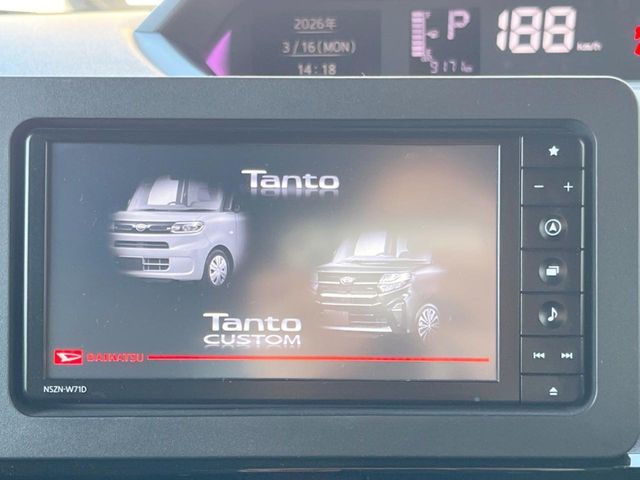 2026年
3/16(MON)
14:18
P
188
km/h
Tanto
Tanto
CUSTOM
DAIHATSU
NSZN-W71D